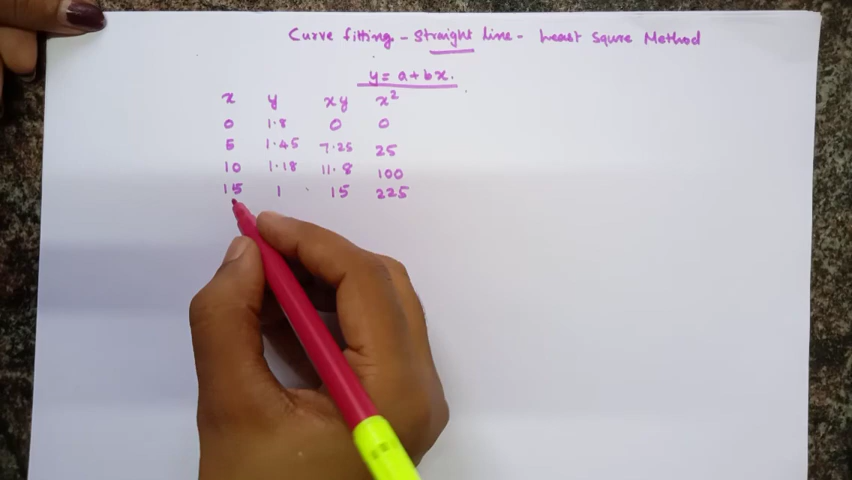 Curve fitting - Straight line - Least Squre Method
y = a + bx.
x y xy x²
0 1.8 0 0
5 1.45 7.25 25
10 1.18 11.8 100
15 1 15 225